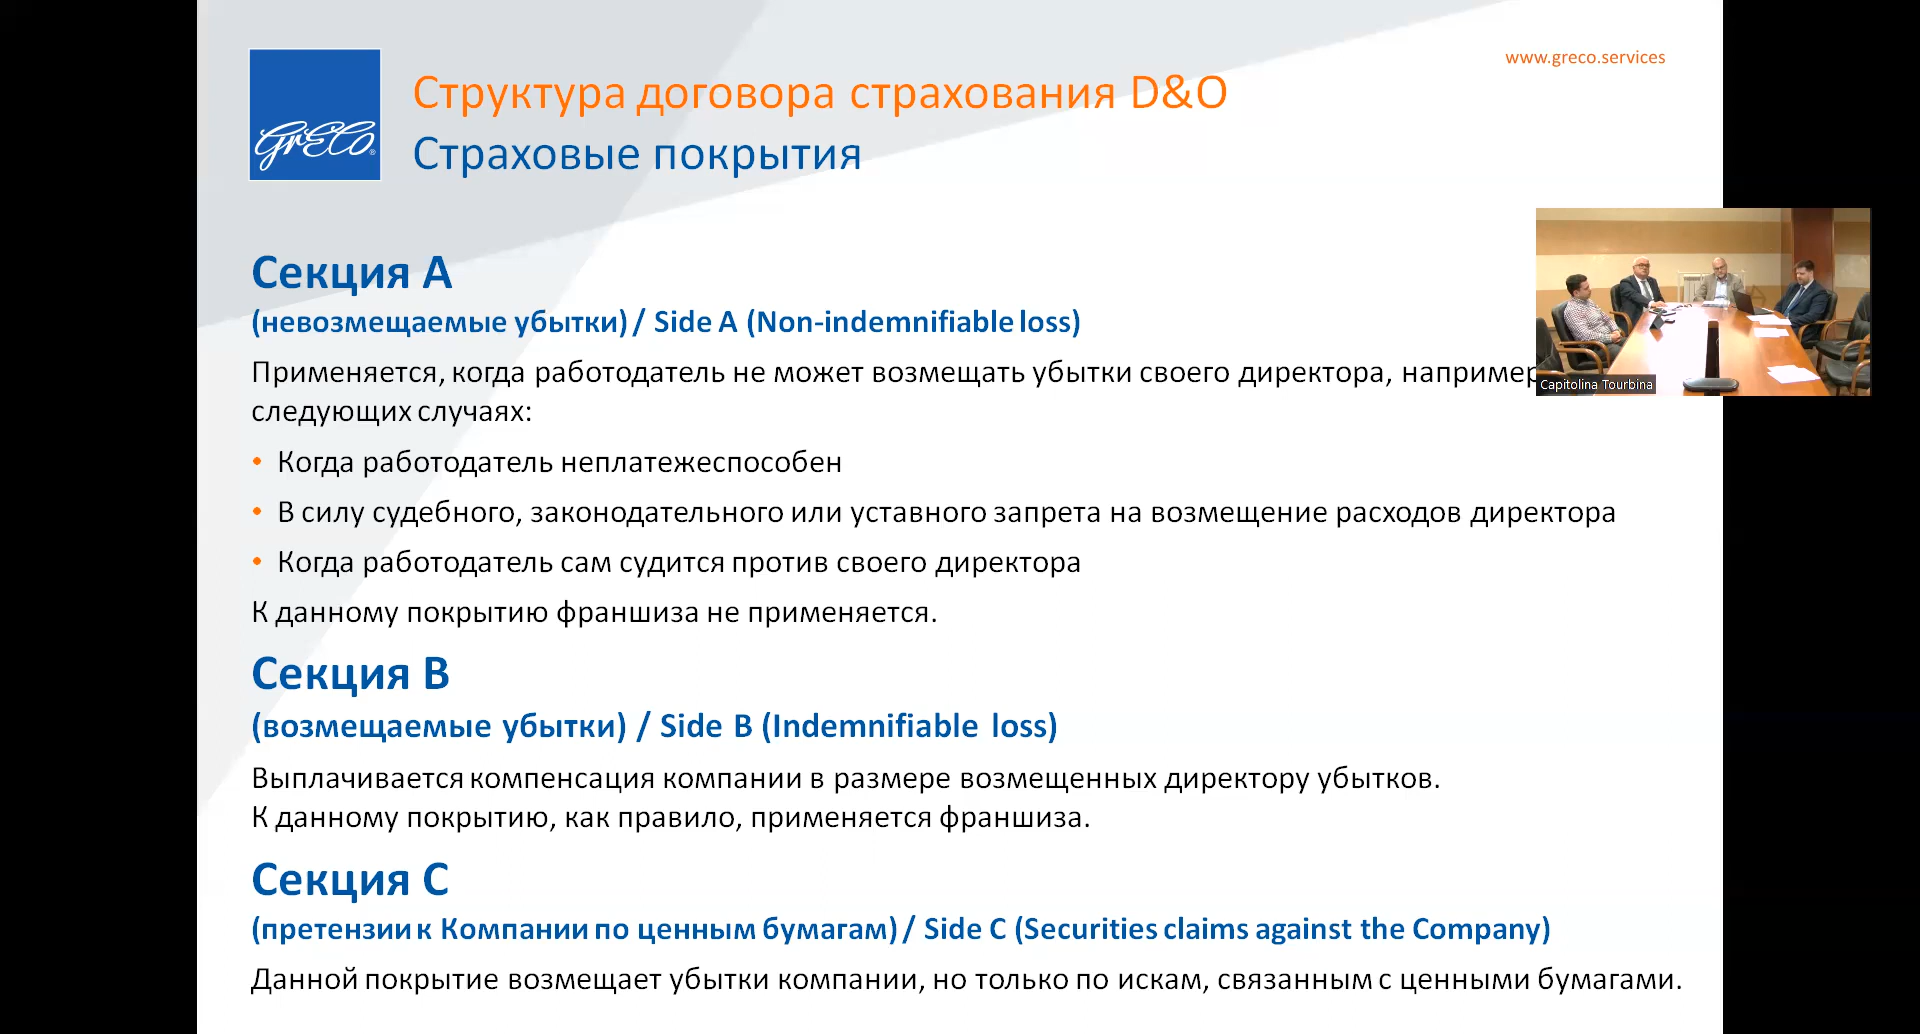 www.greco.services
GrECo
Структура договора страхования D&O
Страховые покрытия
Секция A
(невозмещаемые убытки) / Side A (Non-indemnifiable loss)
Применяется, когда работодатель не может возмещать убытки своего директора, например
следующих случаях:
• Когда работодатель неплатежеспособен
• В силу судебного, законодательного или уставного запрета на возмещение расходов директора
• Когда работодатель сам судится против своего директора
К данному покрытию франшиза не применяется.
Секция B
(возмещаемые убытки) / Side B (Indemnifiable loss)
Выплачивается компенсация компании в размере возмещенных директору убытков.
К данному покрытию, как правило, применяется франшиза.
Секция C
(претензии к Компании по ценным бумагам) / Side C (Securities claims against the Company)
Данной покрытие возмещает убытки компании, но только по искам, связанным с ценными бумагами.
Capitolina Tourbina